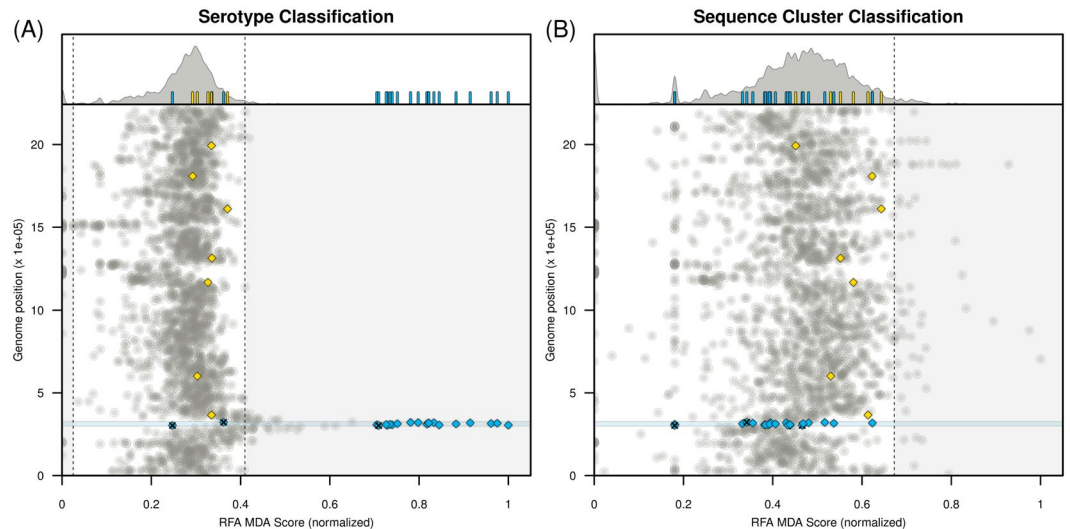 (A)
Serotype Classification
Genome position (x 1e+05)
20
15
10
5
0
0 0.2 0.4 0.6 0.8 1
RFA MDA Score (normalized)
(B)
Sequence Cluster Classification
Genome position (x 1e+05)
20
15
10
5
0
0 0.2 0.4 0.6 0.8 1
RFA MDA Score (normalized)